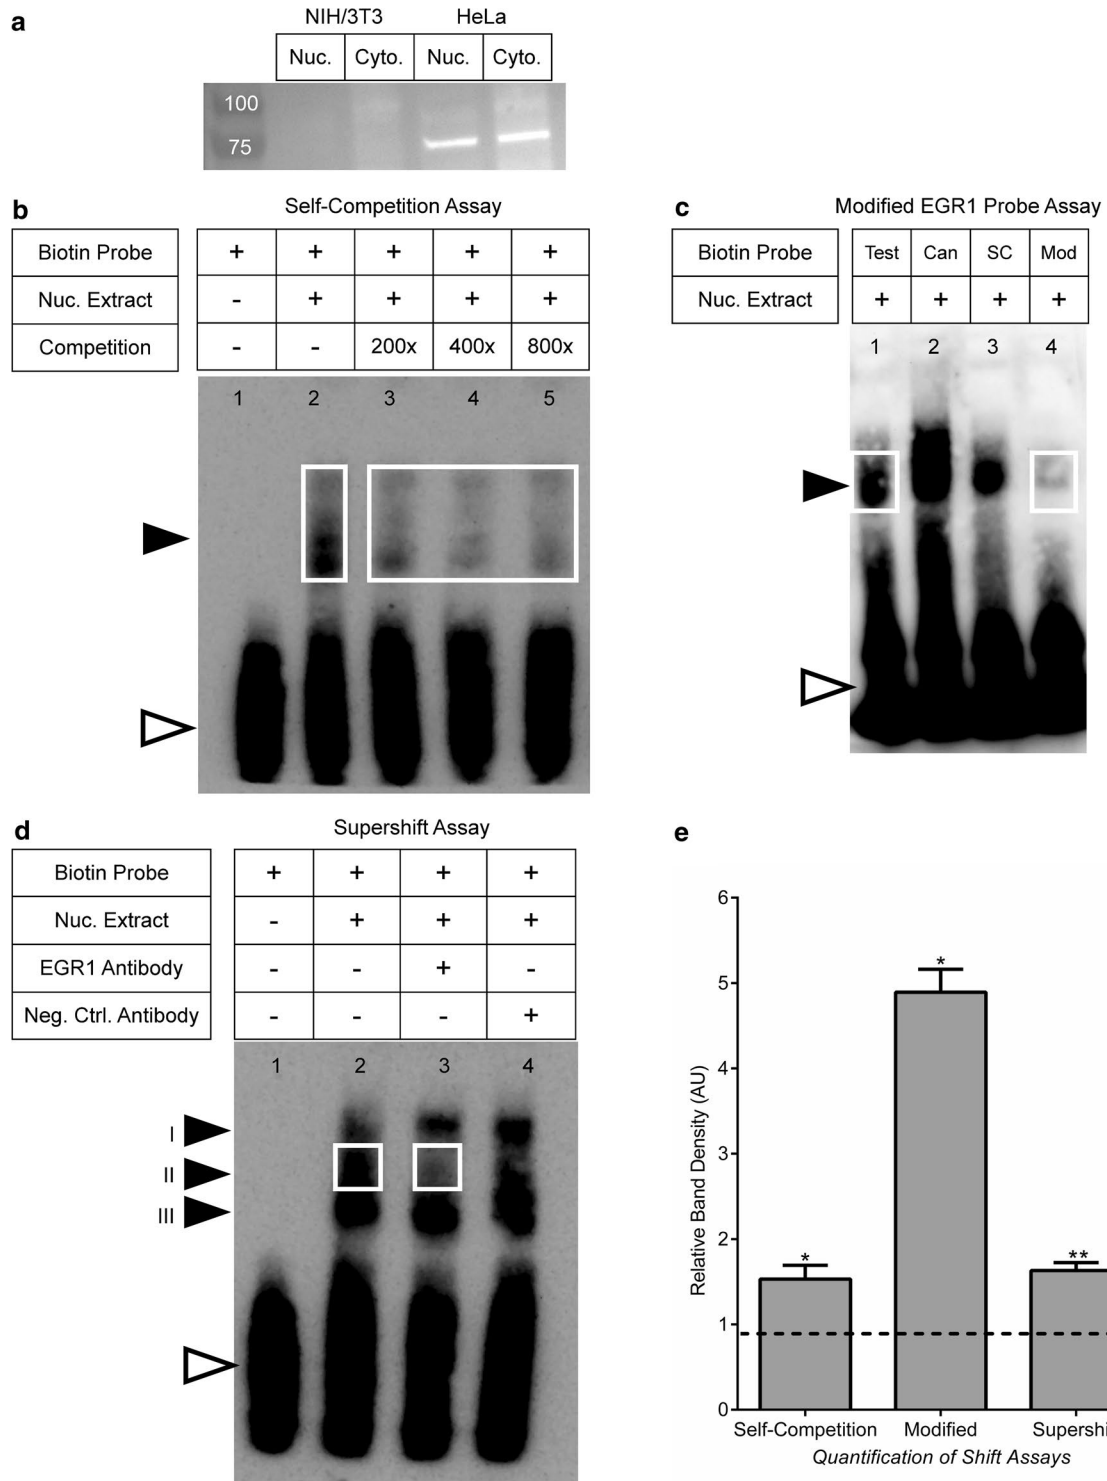 a
NIH/3T3 HeLa
Nuc. Cyto. Nuc. Cyto.
100
75
b
Self-Competition Assay
Biotin Probe + + + + +
Nuc. Extract - + + + +
Competition - - 200x 400x 800x
1 2 3 4 5
c
Modified EGR1 Probe Assay
Biotin Probe Test Can SC Mod
Nuc. Extract + + + +
1 2 3 4
d
Supershift Assay
Biotin Probe + + + +
Nuc. Extract - + + +
EGR1 Antibody - - + -
Neg. Ctrl. Antibody - - - +
1 2 3 4
I
II
III
e
Relative Band Density (AU)
6
5
4
3
2
1
0
* * **
Self-Competition Modified Supershi
Quantification of Shift Assays